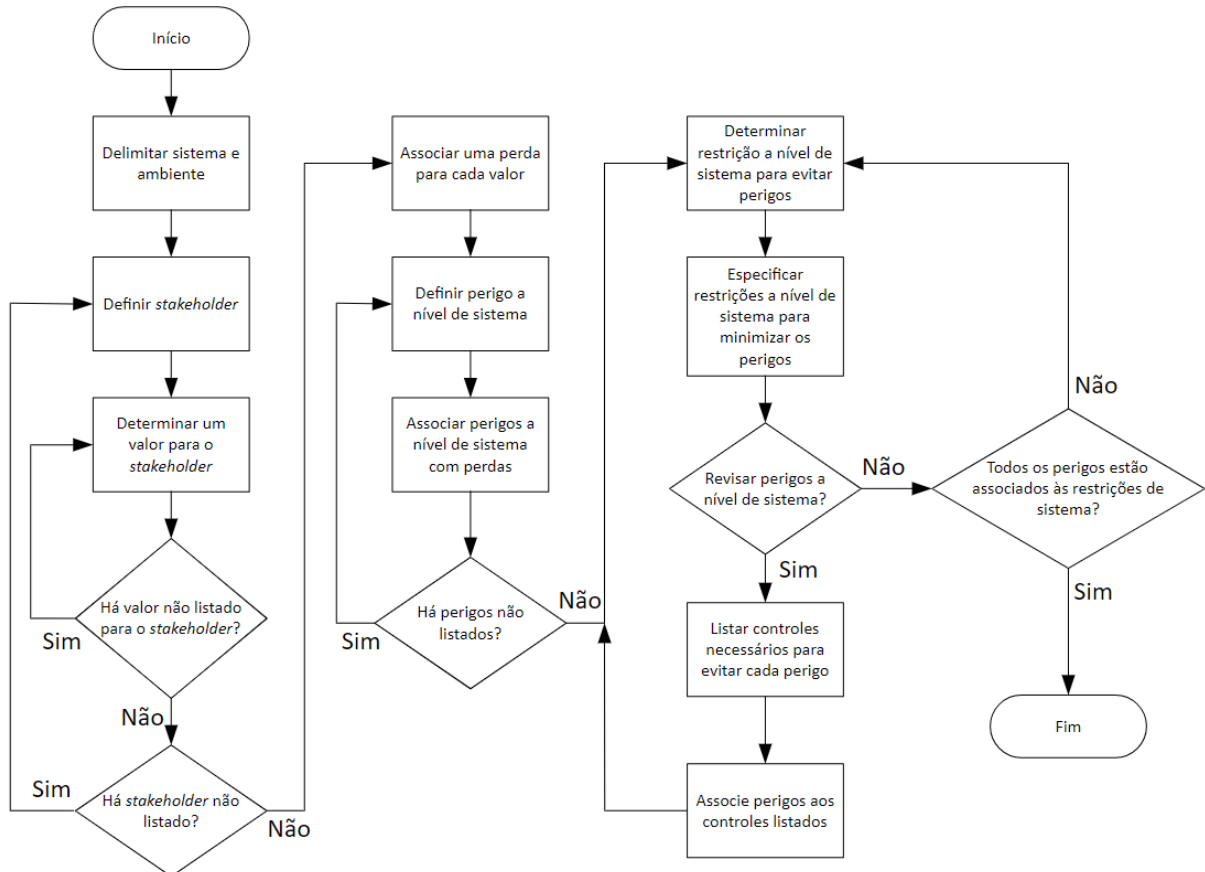 Início
Delimitar sistema e
ambiente
Definir stakeholder
Determinar um
valor para o
stakeholder
Há valor não listado
para o stakeholder?
Sim
Não
Há stakeholder não
listado?
Sim
Não
Associar uma perda
para cada valor
Definir perigo a
nível de sistema
Associar perigos a
nível de sistema
com perdas
Há perigos não
listados?
Sim
Não
Determinar
restrição a nível de
sistema para evitar
perigos
Especificar
restrições a nível de
sistema para
minimizar os
perigos
Revisar perigos a
nível de sistema?
Não
Sim
Listar controles
necessários para
evitar cada perigo
Associe perigos aos
controles listados
Não
Todos os perigos estão
associados às restrições de
sistema?
Sim
Fim